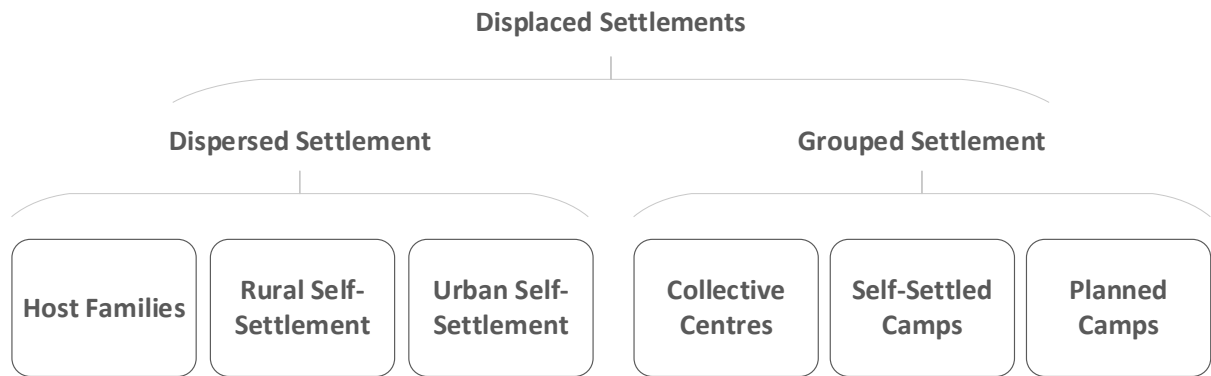 Displaced Settlements
Dispersed Settlement
Grouped Settlement
Host Families
Rural Self-
Settlement
Urban Self-
Settlement
Collective
Centres
Self-Settled
Camps
Planned
Camps